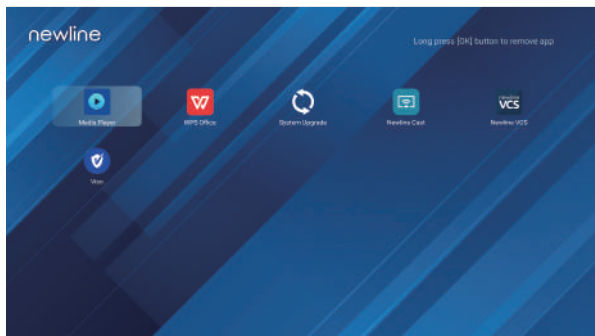 newline
Long press [OK] button to remove app
Media Player
WPS Office
System Upgrade
Newline Cast
newline
VCS
Newline VCS